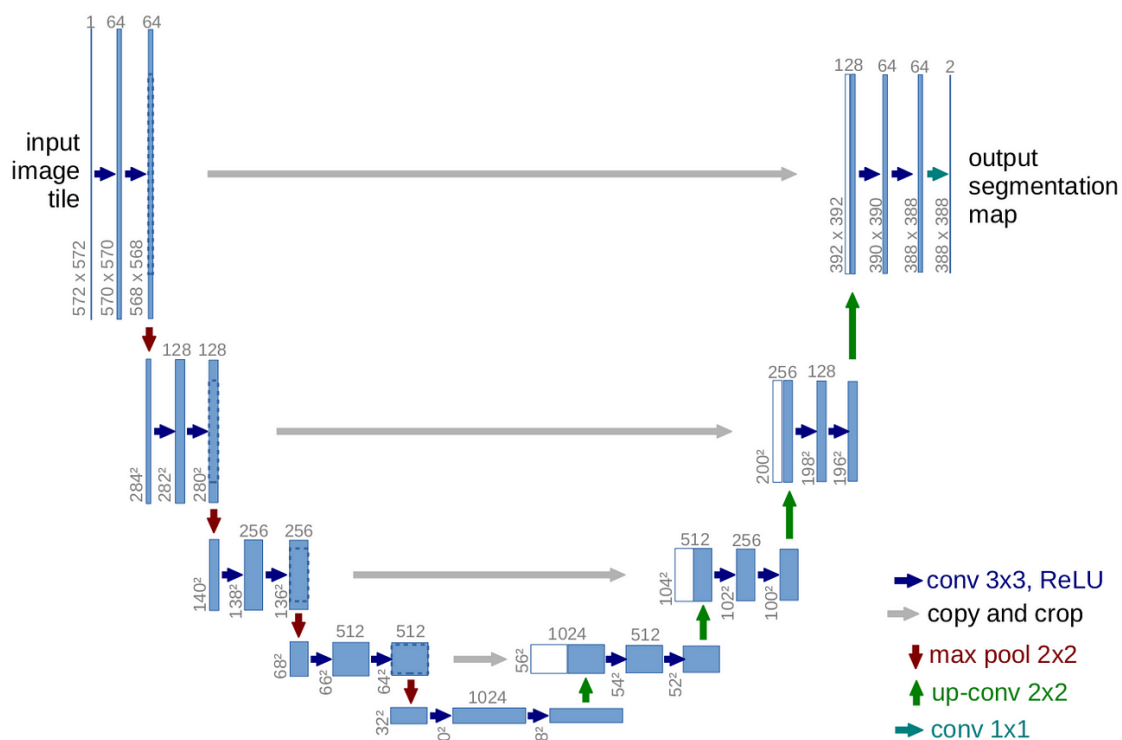 1 64 64
input
image
tile
572 x 572
570 x 570
568 x 568
128 64 64 2
output
segmentation
map
392 x 392
390 x 390
388 x 388
388 x 388
128 128
284²
282²
280²
256 128
200²
198²
196²
256 256
140²
138²
136²
512 256
104²
102²
100²
512 512
68²
66²
64²
1024 512
56²
54²
52²
1024
32²
conv 3x3, ReLU
copy and crop
max pool 2x2
up-conv 2x2
conv 1x1